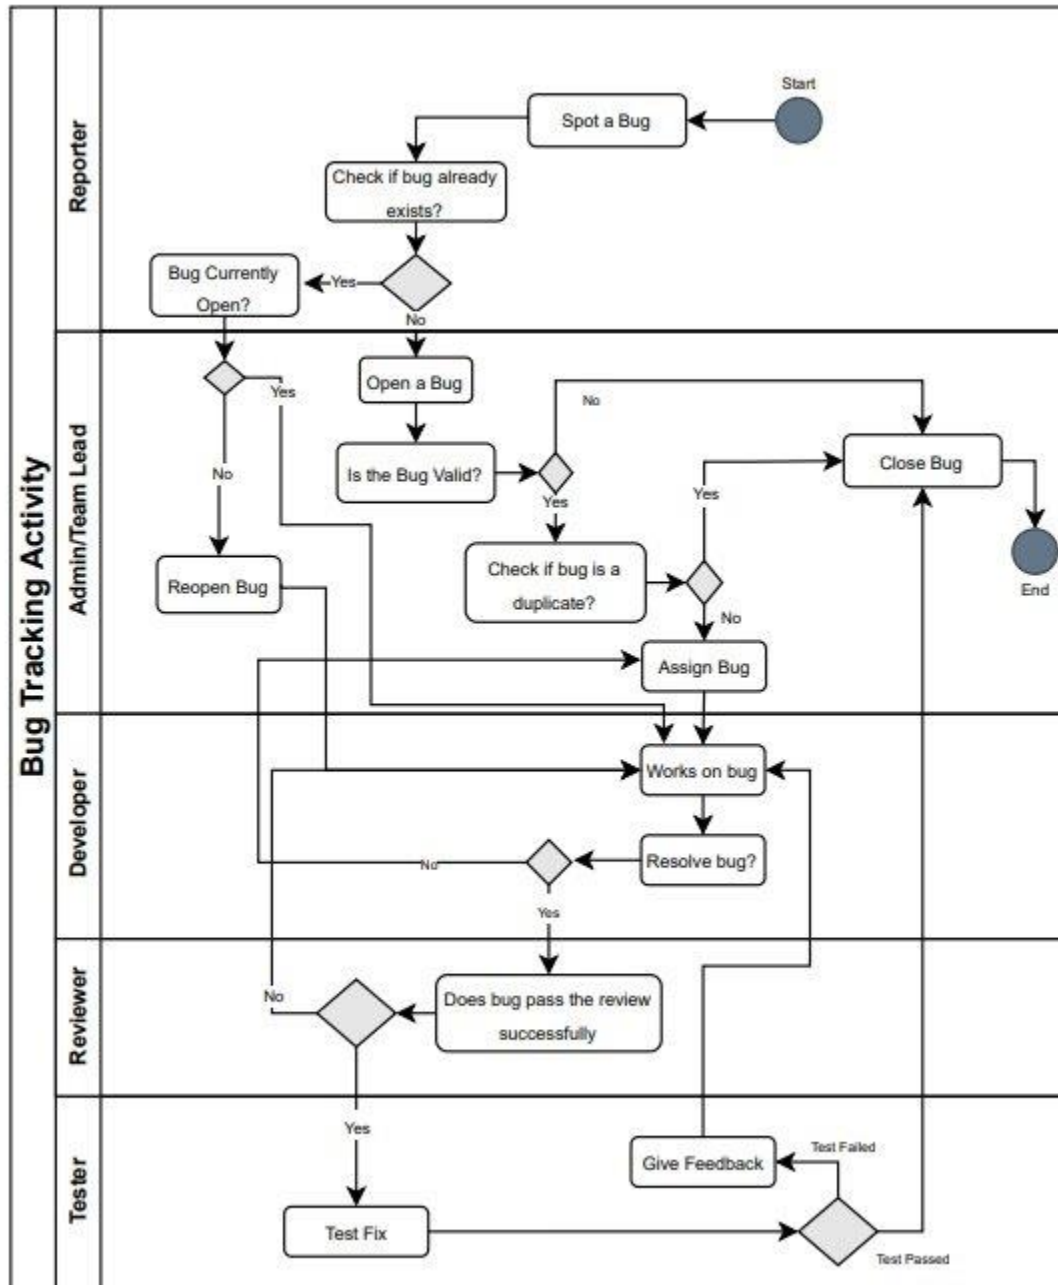 Bug Tracking Activity
Reporter
Start
Spot a Bug
Check if bug already
exists?
Bug Currently
Open?
Yes
No
Admin/Team Lead
Open a Bug
Yes
No
No
Is the Bug Valid?
Yes
Yes
Close Bug
Reopen Bug
Check if bug is a
duplicate?
End
No
Assign Bug
Developer
Works on bug
Resolve bug?
No
Yes
Reviewer
Does bug pass the review
successfully
No
Tester
Yes
Give Feedback
Test Failed
Test Fix
Test Passed